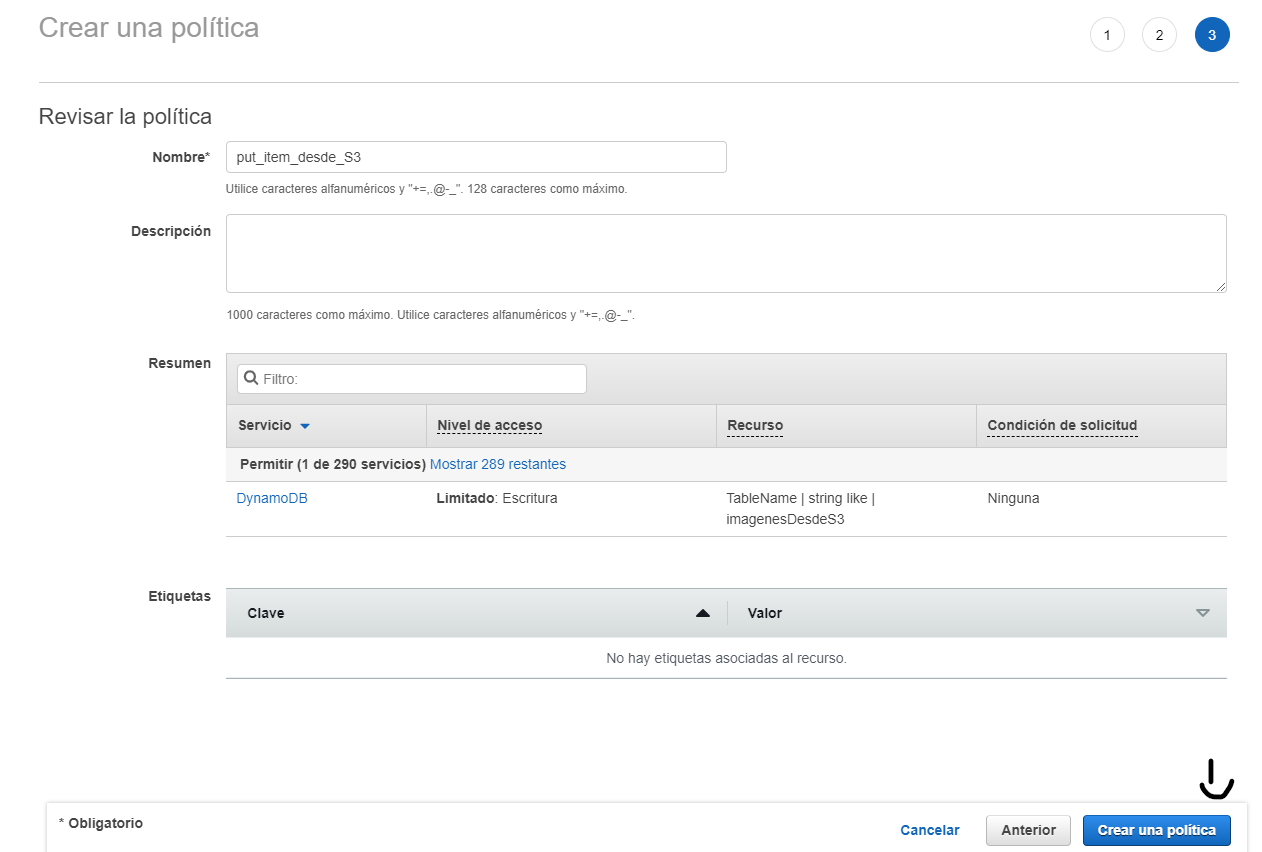 Crear una política
1 2 3
Revisar la política
Nombre* put_item_desde_S3
Utilice caracteres alfanuméricos y "+=,.@-_". 128 caracteres como máximo.
Descripción
1000 caracteres como máximo. Utilice caracteres alfanuméricos y "+=,.@-_".
Resumen
Filtro:
Servicio Nivel de acceso Recurso Condición de solicitud
Permitir (1 de 290 servicios) Mostrar 289 restantes
DynamoDB Limitado: Escritura TableName | string like | Ninguna
imagenesDesdeS3
Etiquetas
Clave Valor
No hay etiquetas asociadas al recurso.
* Obligatorio Cancelar Anterior Crear una política